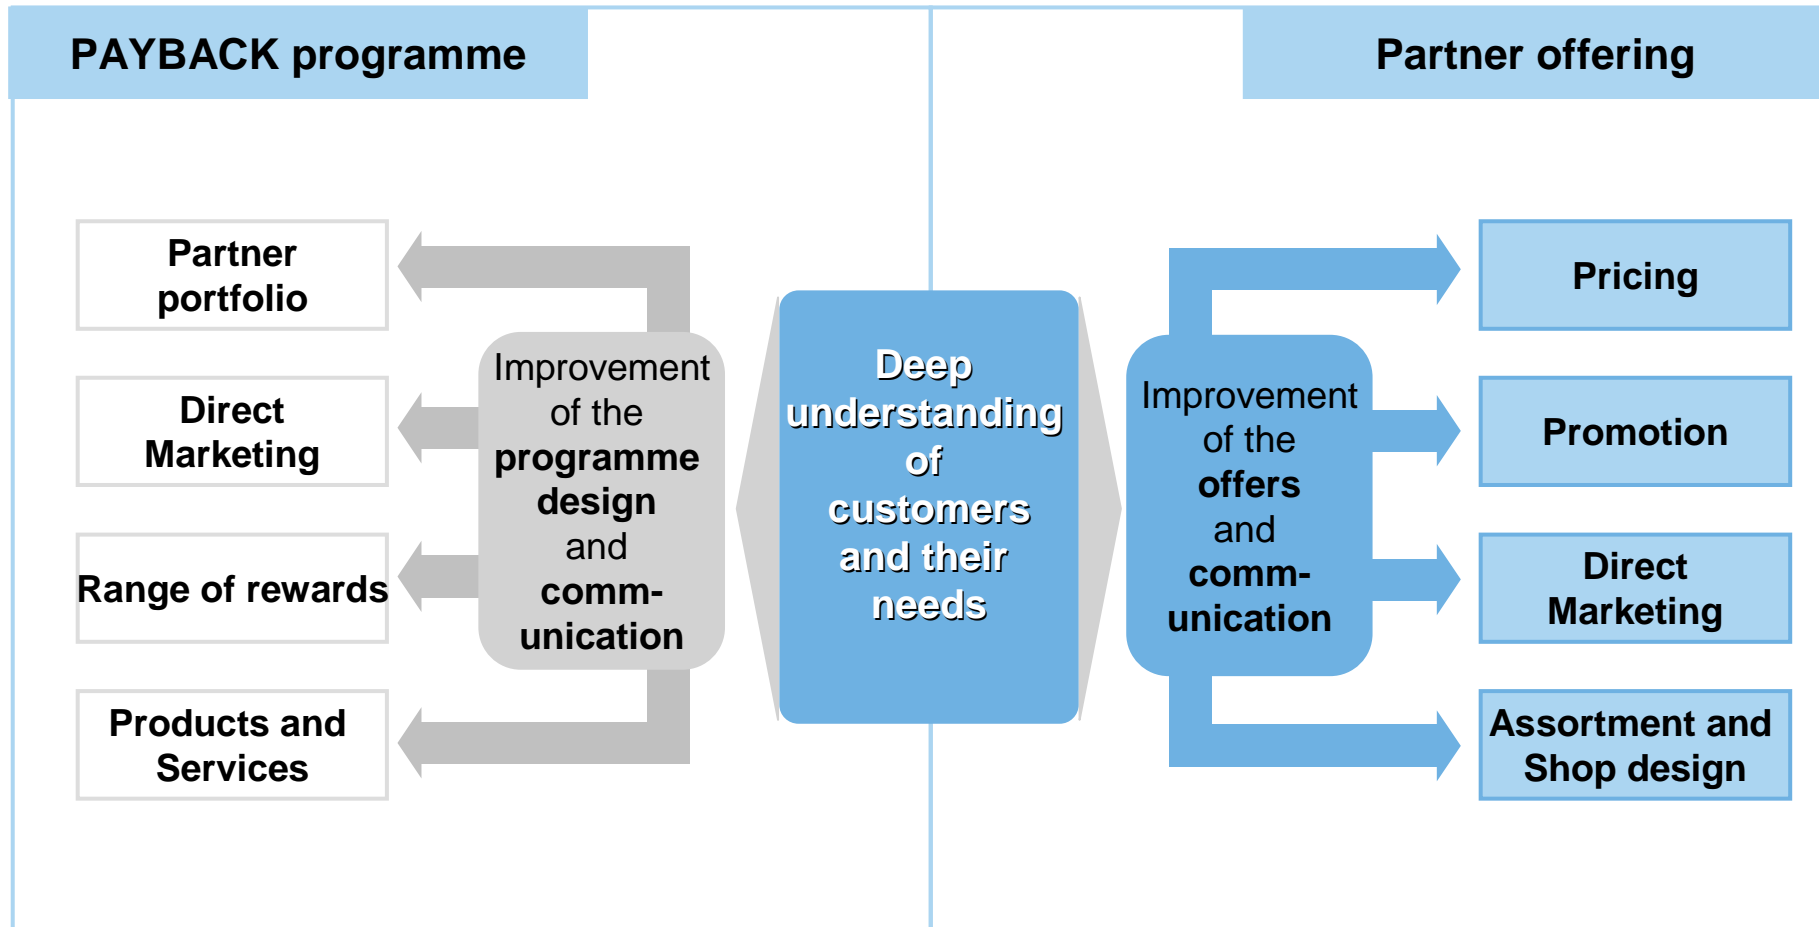 PAYBACK programme
Partner offering
Partner
portfolio
Direct
Marketing
Range of rewards
Products and
Services
Improvement
of the
programme
design
and
comm-
unication
Deep
understanding
of
customers
and their
needs
Improvement
of the
offers
and
comm-
unication
Pricing
Promotion
Direct
Marketing
Assortment and
Shop design